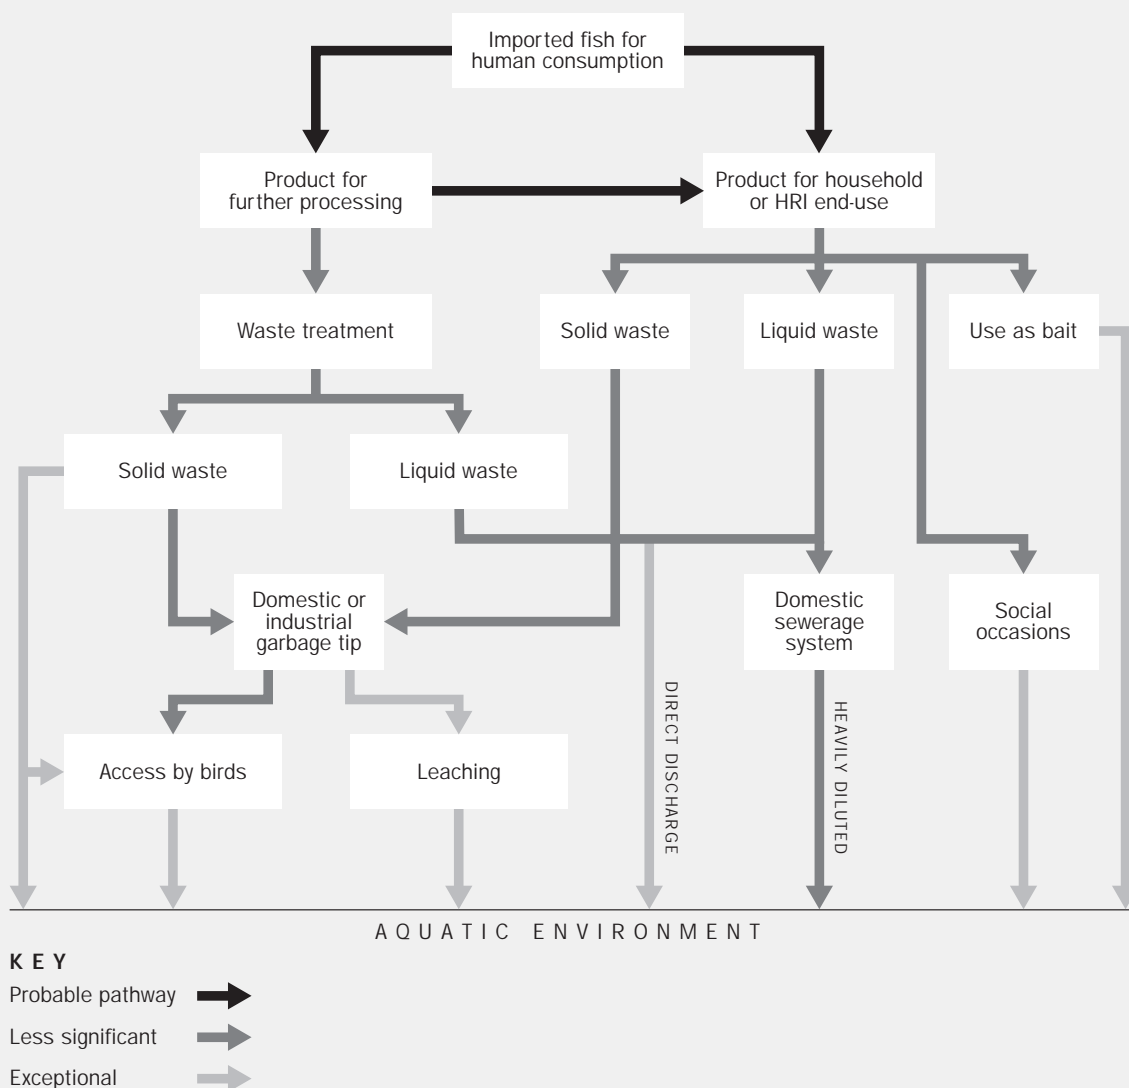 Imported fish for
human consumption
Product for
further processing
Product for household
or HRI end-use
Waste treatment
Solid waste
Liquid waste
Use as bait
Solid waste
Liquid waste
Domestic or
industrial
garbage tip
Domestic
sewerage
system
Social
occasions
DIRECT DISCHARGE
HEAVILY DILUTED
Access by birds
Leaching
AQUATIC ENVIRONMENT
KEY
Probable pathway
Less significant
Exceptional